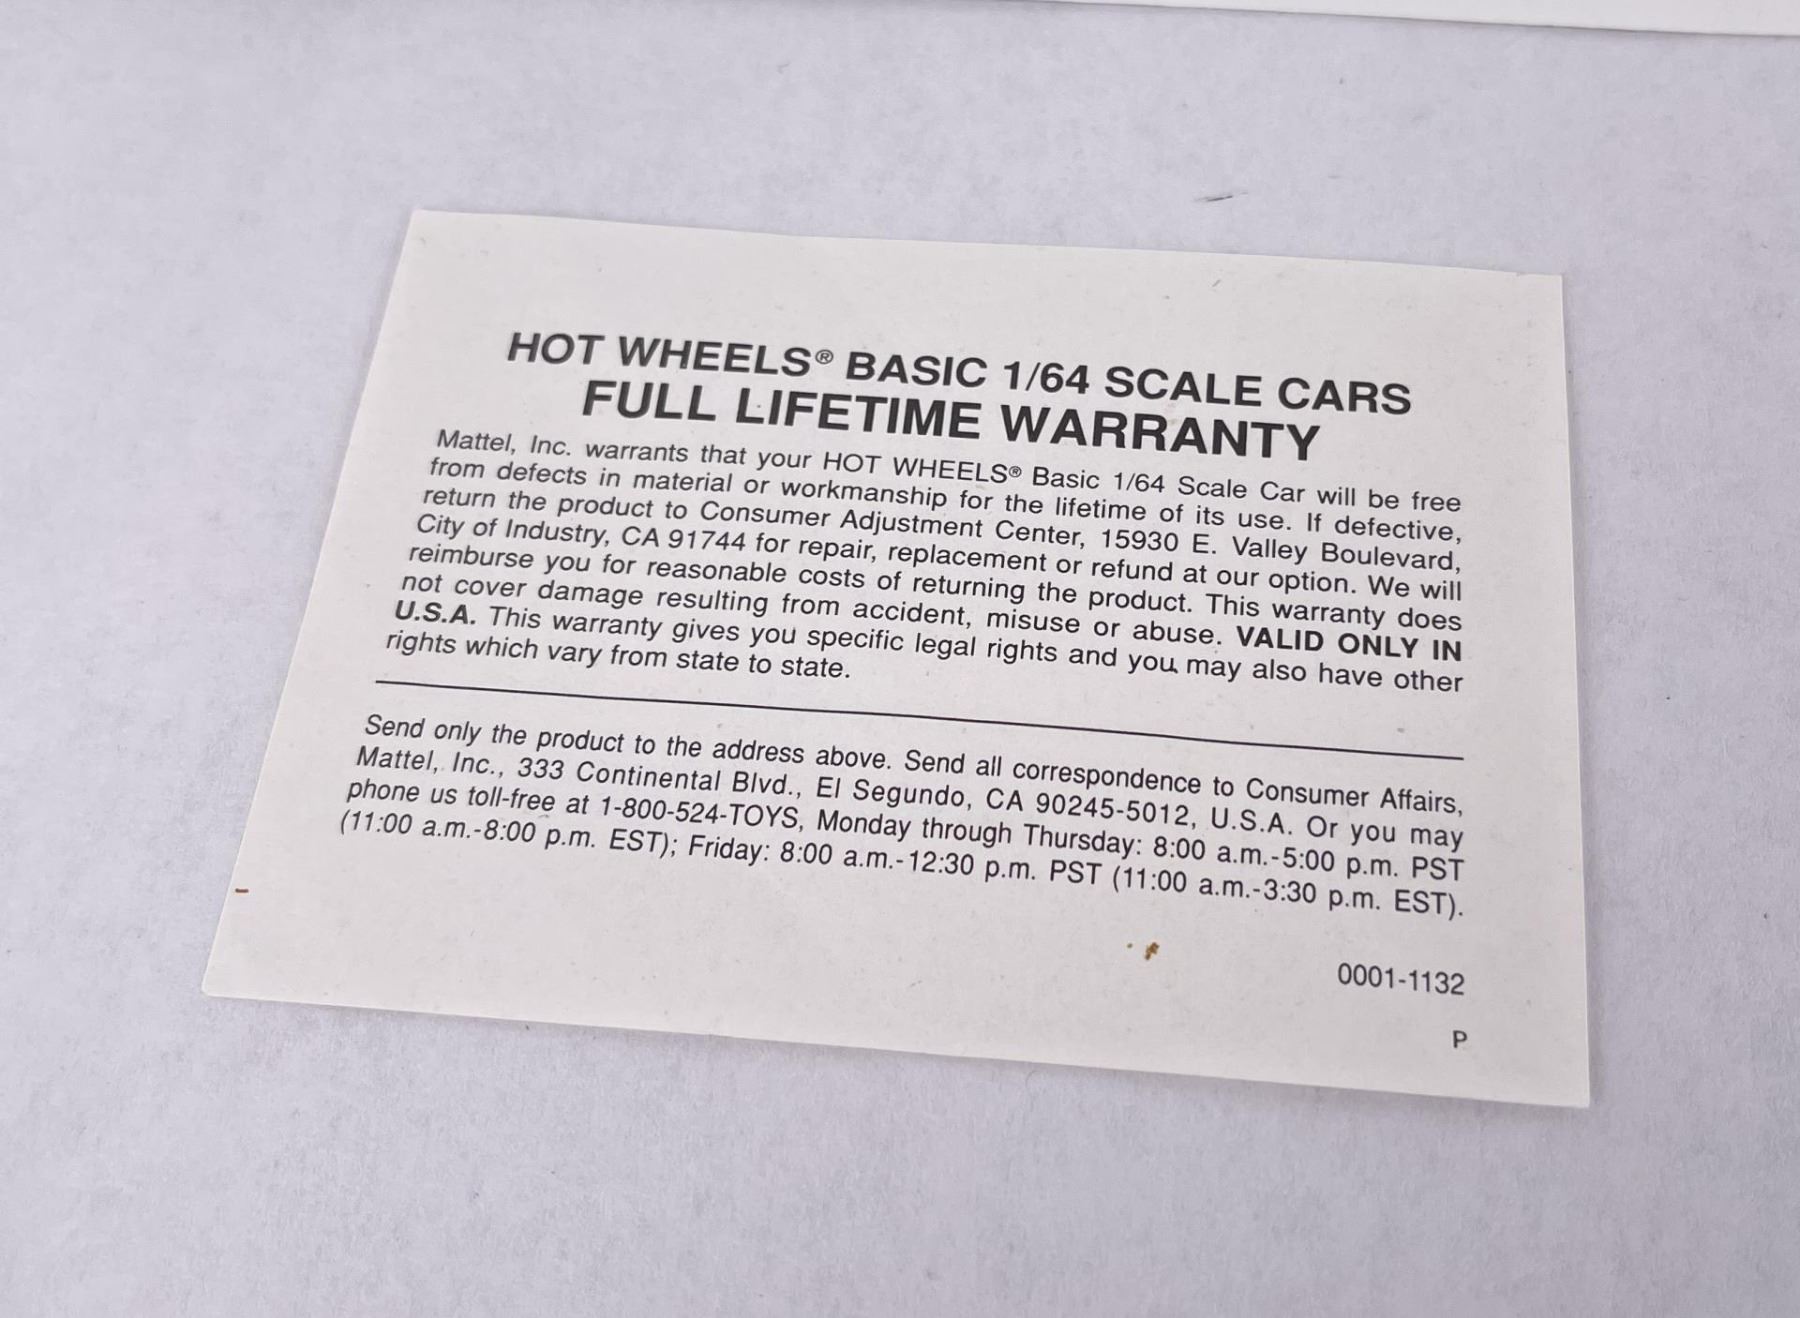 HOT WHEELS® BASIC 1/64 SCALE CARS
FULL LIFETIME WARRANTY
Mattel, Inc. warrants that your HOT WHEELS® Basic 1/64 Scale Car will be free
from defects in material or workmanship for the lifetime of its use. If defective,
return the product to Consumer Adjustment Center, 15930 E. Valley Boulevard,
City of Industry, CA 91744 for repair, replacement or refund at our option. We will
reimburse you for reasonable costs of returning the product. This warranty does
not cover damage resulting from accident, misuse or abuse. VALID ONLY IN
U.S.A. This warranty gives you specific legal rights and you may also have other
rights which vary from state to state.
Send only the product to the address above. Send all correspondence to Consumer Affairs,
Mattel, Inc., 333 Continental Blvd., El Segundo, CA 90245-5012, U.S.A. Or you may
phone us toll-free at 1-800-524-TOYS, Monday through Thursday: 8:00 a.m.-5:00 p.m. PST
(11:00 a.m.-8:00 p.m. EST); Friday: 8:00 a.m.-12:30 p.m. PST (11:00 a.m.-3:30 p.m. EST).
0001-1132
P